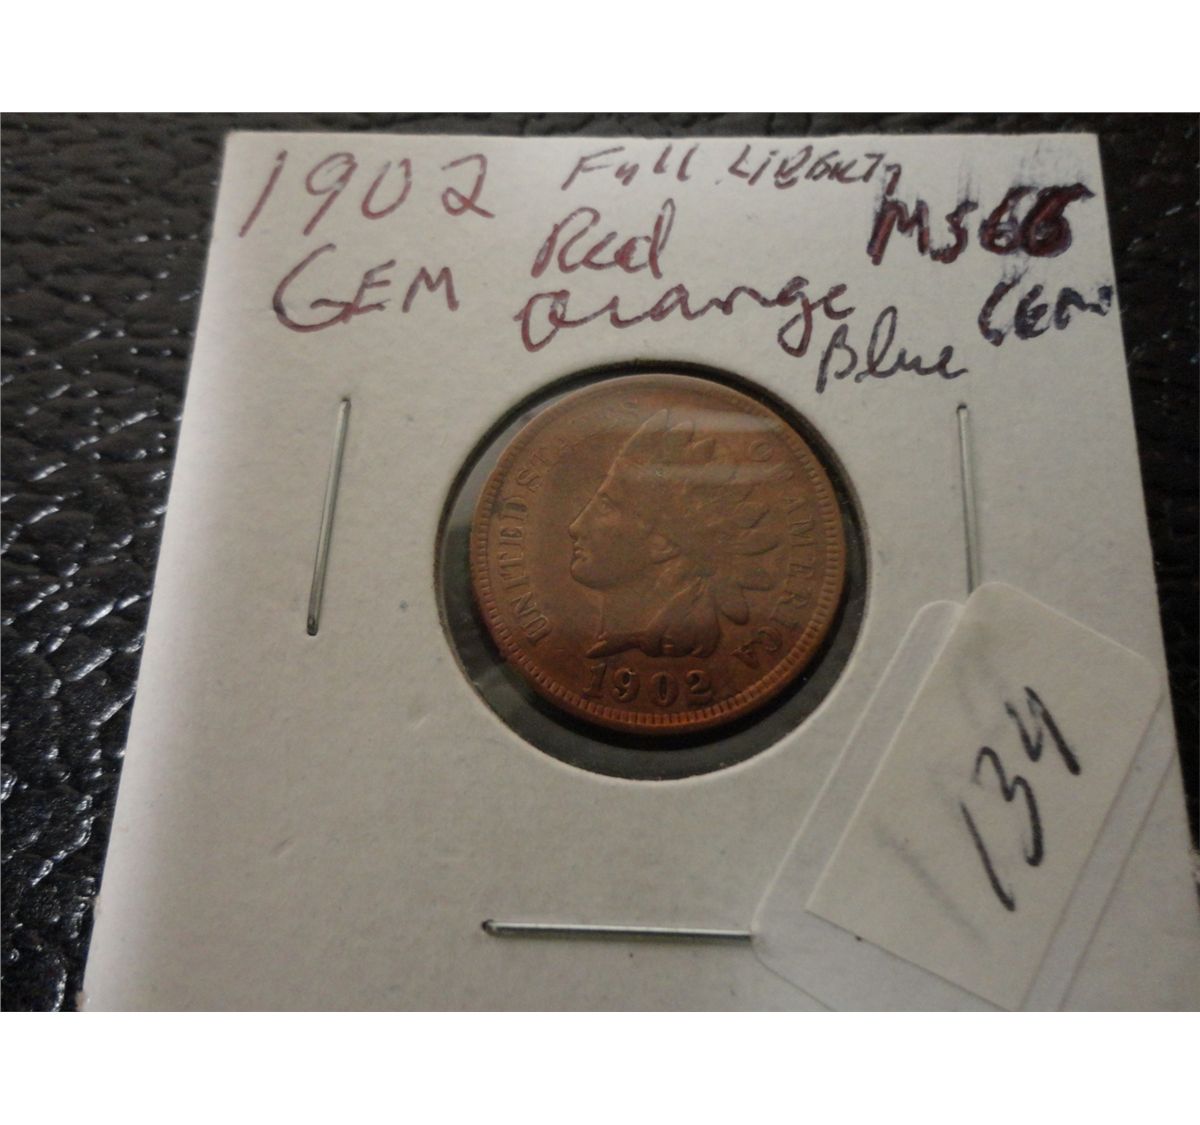 1902 Full Liberty
GEM Red MS66
Orange GEM
Blue
UNITED STATES OF AMERICA
1902
134